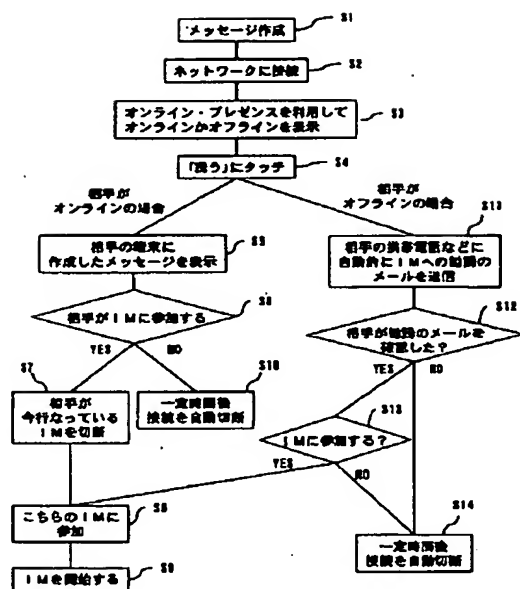 S1
メッセージ作成
S2
ネットワークに接続
S3
オンライン・プレゼンスを利用して
オンラインかオフラインを表示
S4
「誘う」にタッチ
相手が
オンラインの場合
相手が
オフラインの場合
S5
相手の端末に
作成したメッセージを表示
S11
相手の携帯電話などに
自動的にIMへの勧誘の
メールを送信
S6
相手がIMに参加する
S12
相手が勧誘のメールを
確認した?
YES
NO
YES
NO
S7
相手が
今行なっている
IMを切断
S10
一定時間後
接続を自動切断
S13
IMに参加する?
YES
NO
S8
こちらのIMに
参加
S14
一定時間後
接続を自動切断
S9
IMを開始する